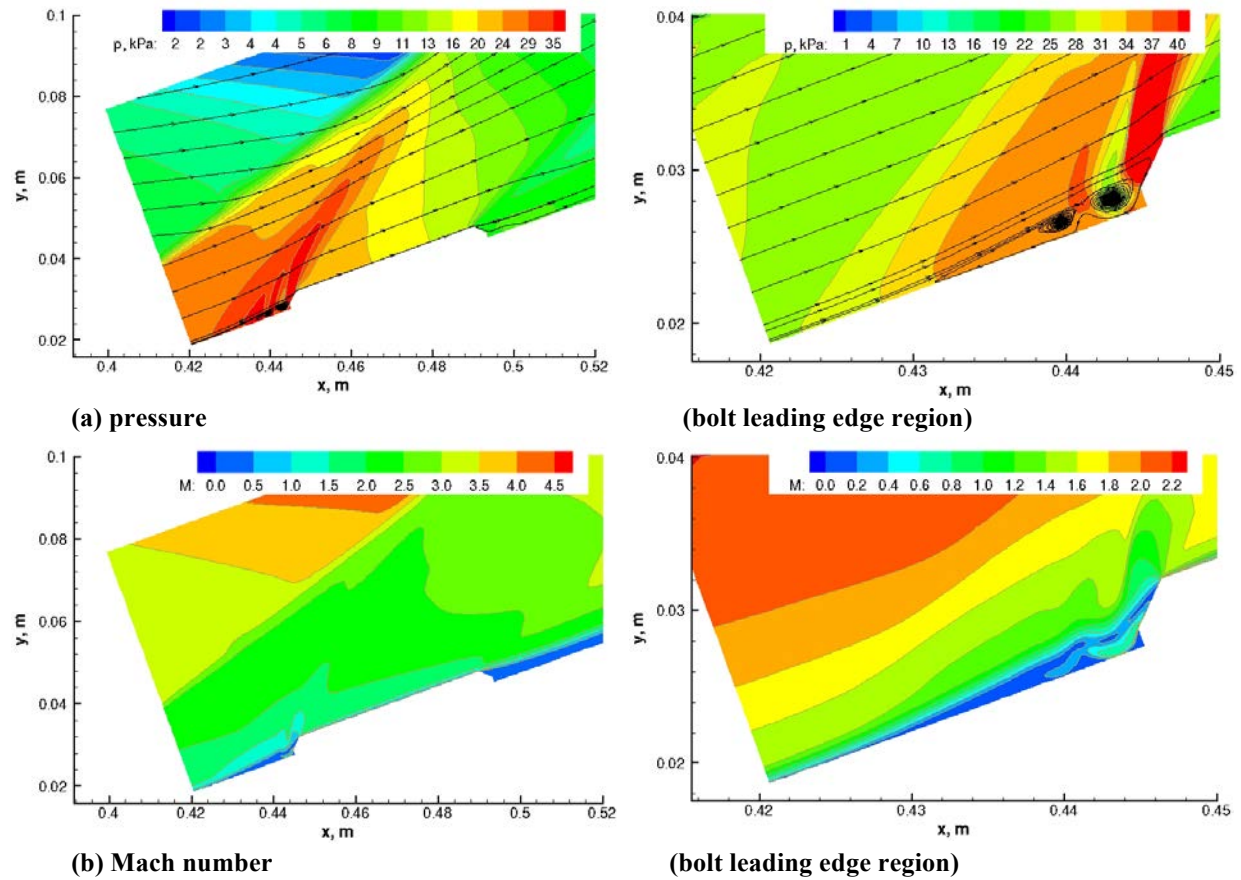 0.1
p, kPa: 2 2 3 4 5 6 8 9 11 13 16 20 24 29 35
0.08
0.06
0.04
0.02
y, m
0.4 0.42 0.44 0.46 0.48 0.5 0.52
x, m
(a) pressure
0.04
p, kPa: 1 4 7 10 13 16 19 22 25 28 31 34 37 40
0.03
0.02
y, m
0.42 0.43 0.44 0.45
x, m
(bolt leading edge region)
0.1
M: 0.0 0.5 1.0 1.5 2.0 2.5 3.0 3.5 4.0 4.5
0.08
0.06
0.04
0.02
y, m
0.4 0.42 0.44 0.46 0.48 0.5 0.52
x, m
(b) Mach number
0.04
M: 0.0 0.2 0.4 0.6 0.8 1.0 1.2 1.4 1.6 1.8 2.0 2.2
0.03
0.02
y, m
0.42 0.43 0.44 0.45
x, m
(bolt leading edge region)